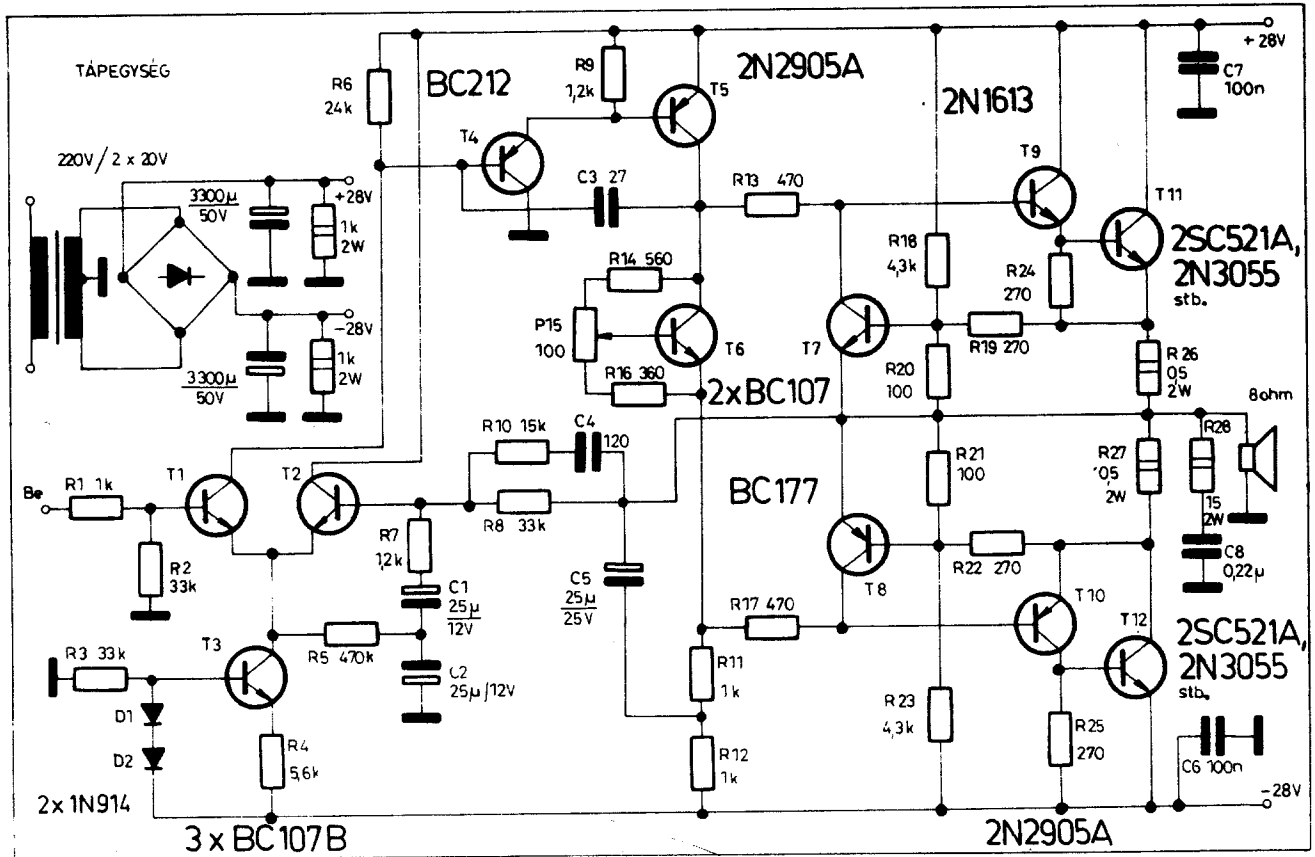 TÁPEGYSÉG
220V/2 x 20V
3300µ
50V
+28V
1k
2W
-28V
3300µ
50V
1k
2W
R6
24k
BC212
R9
1,2k
2N2905A
T5
T4
C3 27
2N1613
+28V
C7
100n
T9
T11
2SC521A,
2N3055
stb.
R13 470
R18
4,3k
R24
270
R14 560
P15
100
T6
R16 360
2xBC107
T7
R19 270
R20
100
R26
0,5
2W
8ohm
R10 15k
C4
120
R8 33k
R21
100
R27
0,5
2W
R28
15
2W
BC177
Be
R1 1k
T1
T2
R2
33k
R7
1,2k
C1
25µ
12V
C5
25µ
25V
T8
R22 270
C8
0,22µ
R3 33k
T3
R5 470k
C2
25µ/12V
R17 470
T10
T12
2SC521A,
2N3055
stb.
D1
D2
R4
5,6k
R11
1k
R12
1k
R23
4,3k
R25
270
C6 100n
-28V
2x 1N914
3 x BC107B
2N2905A